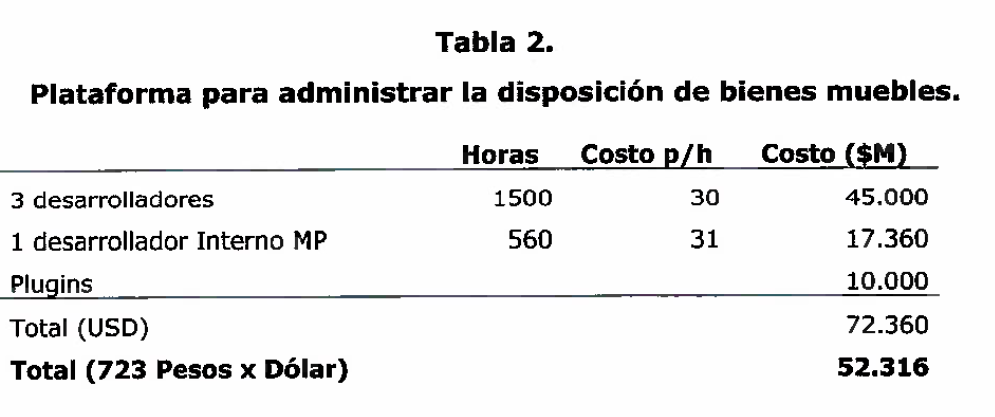 Tabla 2.
Plataforma para administrar la disposición de bienes muebles.
Horas Costo p/h Costo ($M)
3 desarrolladores 1500 30 45.000
1 desarrollador Interno MP 560 31 17.360
Plugins 10.000
Total (USD) 72.360
Total (723 Pesos x Dólar) 52.316